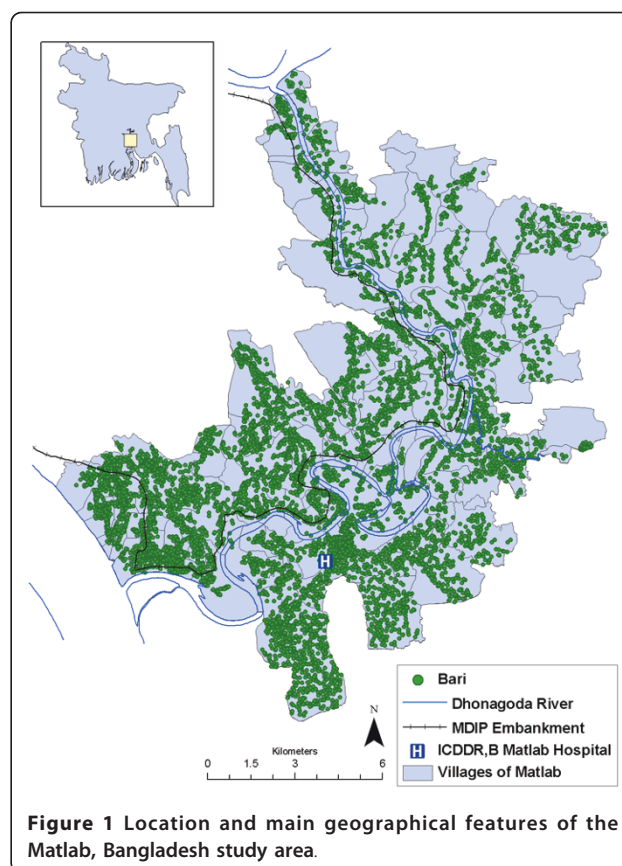 Bari
Dhonagoda River
MDIP Embankment
H ICDDR,B Matlab Hospital
Villages of Matlab
H
N
Kilometers
0 1.5 3 6
Figure 1 Location and main geographical features of the
Matlab, Bangladesh study area.